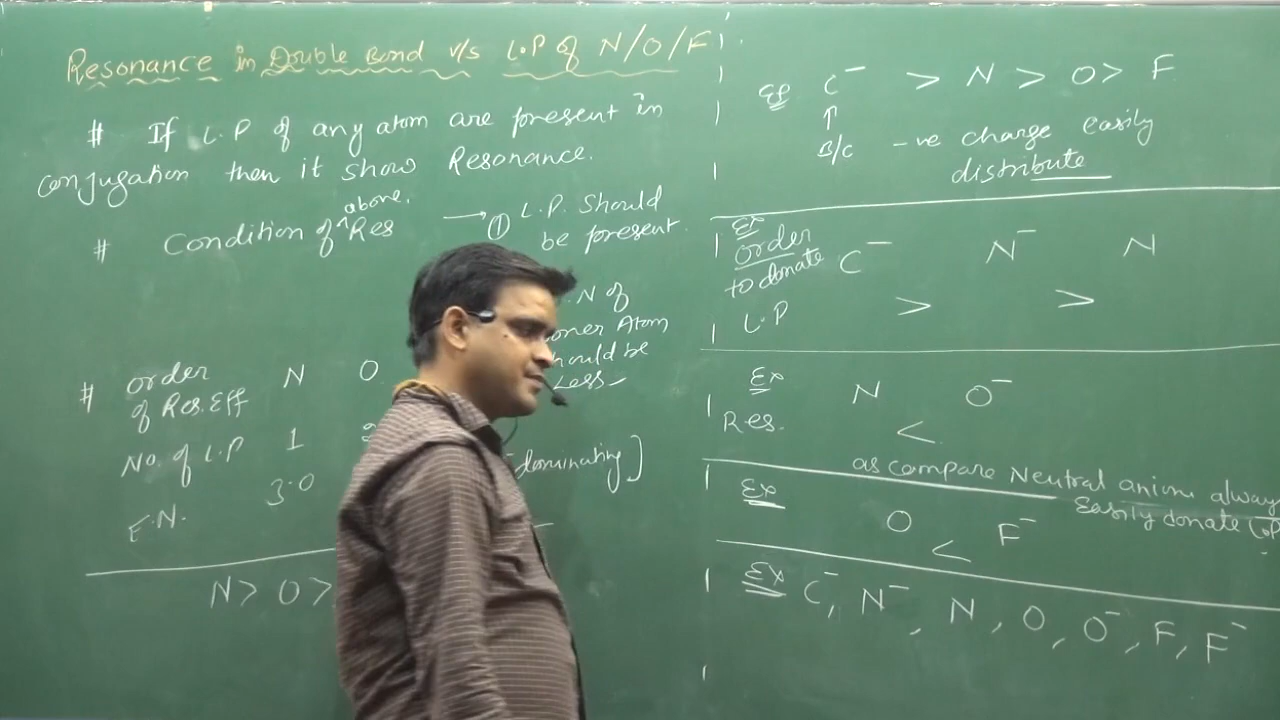 Resonance in Double Bond v/s L.P of N/O/F
# If L.P of any atom are present in
conjugation then it show Resonance.
above.
# Condition of ^ Res → ① L.P. Should
be present.
.N of
oner Atom
hould be
Less
# order N O
of Res. Eff
No. of L.P 1 2
dominating]
E.N. 3.0
N > O >
Eg C⁻ > N > O > F
↑
B/C -ve charge easily
distribute
Ex
order C⁻ N⁻ N
to donate
L.P > >
Ex N O⁻
Res. <
as compare Neutral anion always
Easily donate
Ex O < F⁻
Ex C⁻, N⁻, N, O, O⁻, F, F⁻